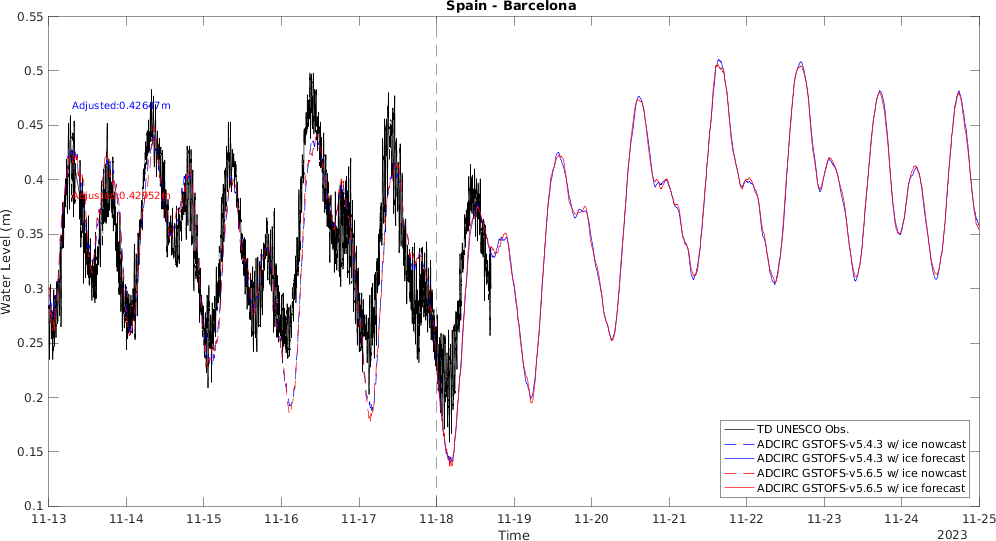 Spain - Barcelona
0.55
0.5
0.45
0.4
0.35
0.3
0.25
0.2
0.15
0.1
Water Level (m)
Adjusted:0.42647m
Adjusted:0.42952m
TD UNESCO Obs.
ADCIRC GSTOFS-v5.4.3 w/ ice nowcast
ADCIRC GSTOFS-v5.4.3 w/ ice forecast
ADCIRC GSTOFS-v5.6.5 w/ ice nowcast
ADCIRC GSTOFS-v5.6.5 w/ ice forecast
11-13 11-14 11-15 11-16 11-17 11-18 11-19 11-20 11-21 11-22 11-23 11-24 11-25
Time
2023